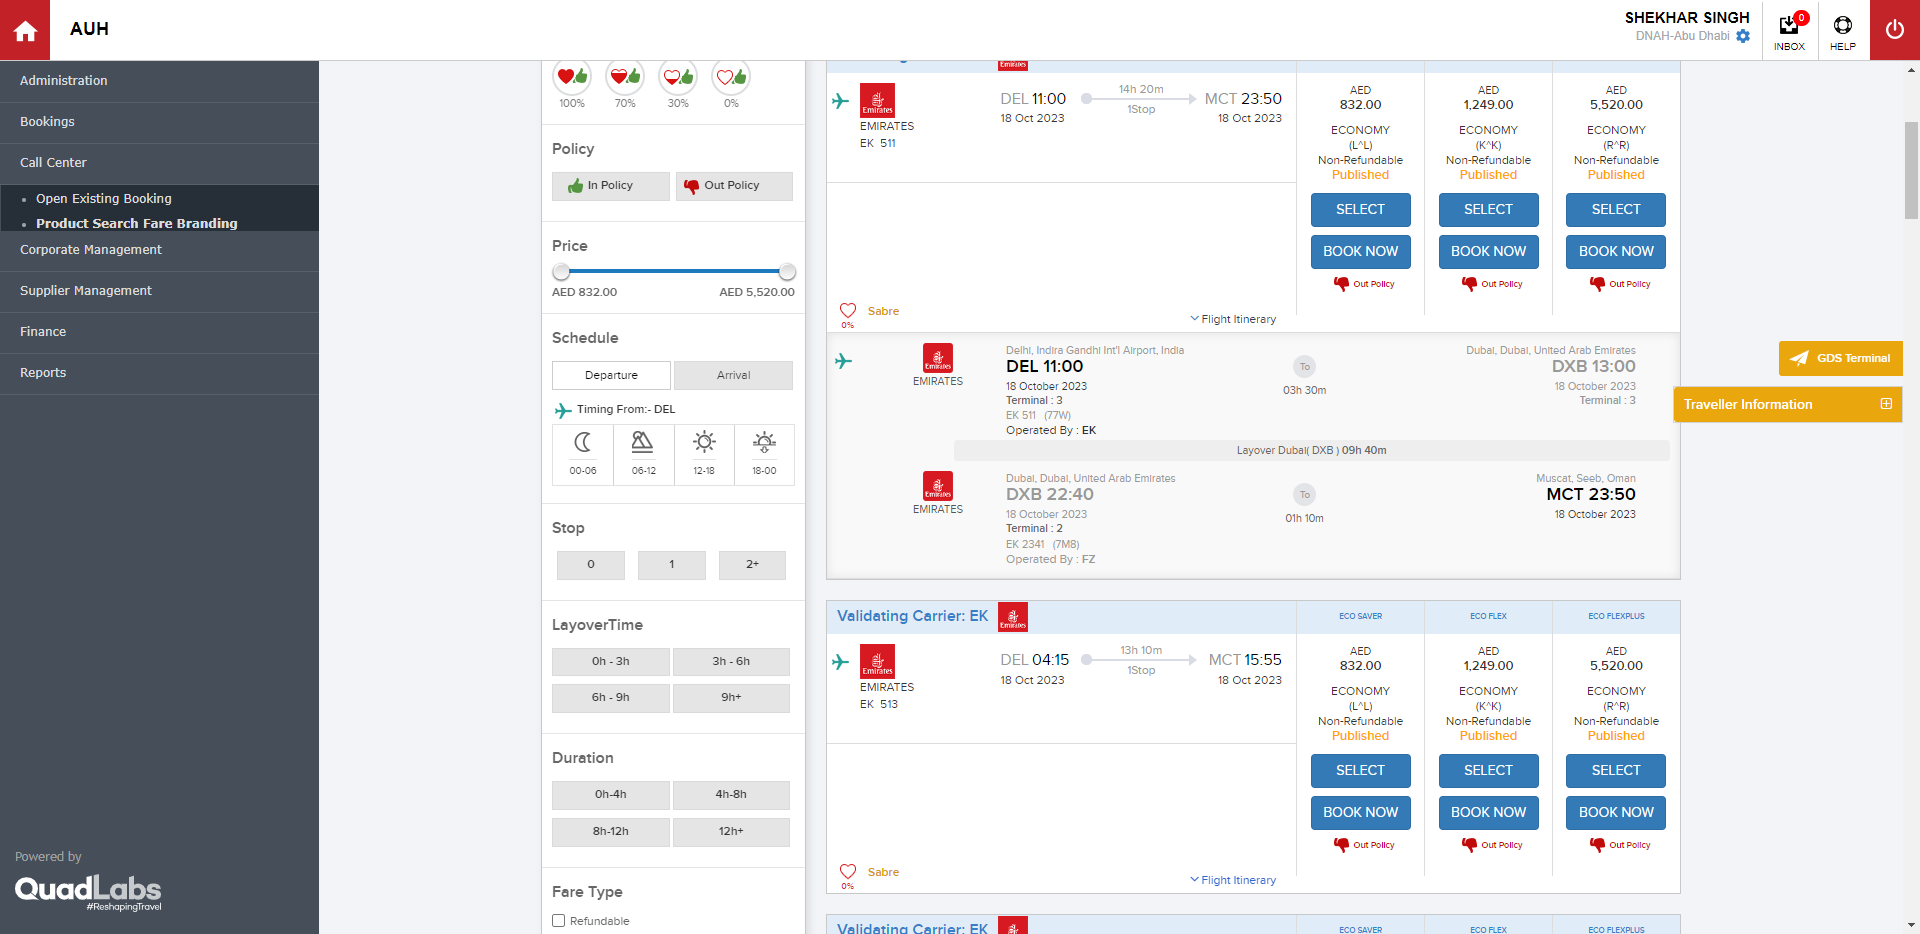 AUH
SHEKHAR SINGH
DNAH-Abu Dhabi
0
INBOX
HELP
Administration
Bookings
Call Center
Open Existing Booking
Product Search Fare Branding
Corporate Management
Supplier Management
Finance
Reports
Powered by
QuadLabs
#ReshapingTravel
100%
70%
30%
0%
Policy
In Policy
Out Policy
Price
AED 832.00
AED 5,520.00
Schedule
Departure
Arrival
Timing From:- DEL
00-06
06-12
12-18
18-00
Stop
0
1
2+
LayoverTime
0h - 3h
3h - 6h
6h - 9h
9h+
Duration
0h-4h
4h-8h
8h-12h
12h+
Fare Type
Refundable
Emirates
Emirates
EMIRATES
EK 511
DEL 11:00
18 Oct 2023
14h 20m
1Stop
MCT 23:50
18 Oct 2023
AED
832.00
ECONOMY
(L^L)
Non-Refundable
Published
SELECT
BOOK NOW
Out Policy
AED
1,249.00
ECONOMY
(K^K)
Non-Refundable
Published
SELECT
BOOK NOW
Out Policy
AED
5,520.00
ECONOMY
(R^R)
Non-Refundable
Published
SELECT
BOOK NOW
Out Policy
0%
Sabre
Flight Itinerary
Emirates
EMIRATES
Delhi, Indira Gandhi Int'l Airport, India
DEL 11:00
18 October 2023
Terminal : 3
EK 511 (77W)
Operated By : EK
To
03h 30m
Dubai, Dubai, United Arab Emirates
DXB 13:00
18 October 2023
Terminal : 3
Layover Dubai( DXB ) 09h 40m
Emirates
EMIRATES
Dubai, Dubai, United Arab Emirates
DXB 22:40
18 October 2023
Terminal : 2
EK 2341 (7M8)
Operated By : FZ
To
01h 10m
Muscat, Seeb, Oman
MCT 23:50
18 October 2023
GDS Terminal
Traveller Information
Validating Carrier: EK
Emirates
ECO SAVER
ECO FLEX
ECO FLEXPLUS
Emirates
EMIRATES
EK 513
DEL 04:15
18 Oct 2023
13h 10m
1Stop
MCT 15:55
18 Oct 2023
AED
832.00
ECONOMY
(L^L)
Non-Refundable
Published
SELECT
BOOK NOW
Out Policy
AED
1,249.00
ECONOMY
(K^K)
Non-Refundable
Published
SELECT
BOOK NOW
Out Policy
AED
5,520.00
ECONOMY
(R^R)
Non-Refundable
Published
SELECT
BOOK NOW
Out Policy
0%
Sabre
Flight Itinerary
Validating Carrier: EK
ECO SAVER
ECO FLEX
ECO FLEXPLUS